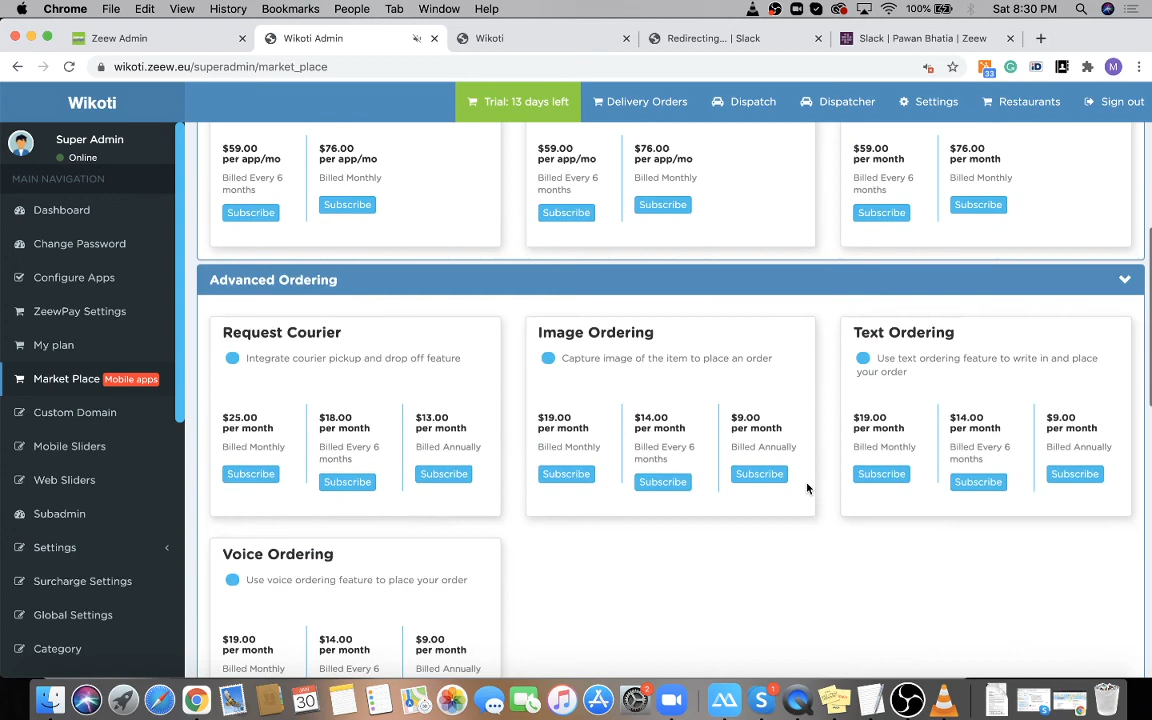 Chrome File Edit View History Bookmarks People Tab Window Help 100% Sat 8:30 PM
Zeew Admin Wikoti Admin Wikoti Redirecting... | Slack Slack | Pawan Bhatia | Zeew
wikoti.zeew.eu/superadmin/market_place 33 iD M
Wikoti Trial: 13 days left Delivery Orders Dispatch Dispatcher Settings Restaurants Sign out
Super Admin
Online
MAIN NAVIGATION
Dashboard
Change Password
Configure Apps
ZeewPay Settings
My plan
Market Place Mobile apps
Custom Domain
Mobile Sliders
Web Sliders
Subadmin
Settings
Surcharge Settings
Global Settings
Category
$59.00 $76.00 $59.00 $76.00 $59.00 $76.00
per app/mo per app/mo per app/mo per app/mo per month per month
Billed Every 6 Billed Monthly Billed Every 6 Billed Monthly Billed Every 6 Billed Monthly
months months months
Subscribe Subscribe Subscribe Subscribe Subscribe Subscribe
Advanced Ordering
Request Courier
Integrate courier pickup and drop off feature
$25.00 $18.00 $13.00
per month per month per month
Billed Monthly Billed Every 6 Billed Annually
months
Subscribe Subscribe Subscribe
Image Ordering
Capture image of the item to place an order
$19.00 $14.00 $9.00
per month per month per month
Billed Monthly Billed Every 6 Billed Annually
months
Subscribe Subscribe Subscribe
Text Ordering
Use text ordering feature to write in and place
your order
$19.00 $14.00 $9.00
per month per month per month
Billed Monthly Billed Every 6 Billed Annually
months
Subscribe Subscribe Subscribe
Voice Ordering
Use voice ordering feature to place your order
$19.00 $14.00 $9.00
per month per month per month
Billed Monthly Billed Every 6 Billed Annually
JAN
30
2
1